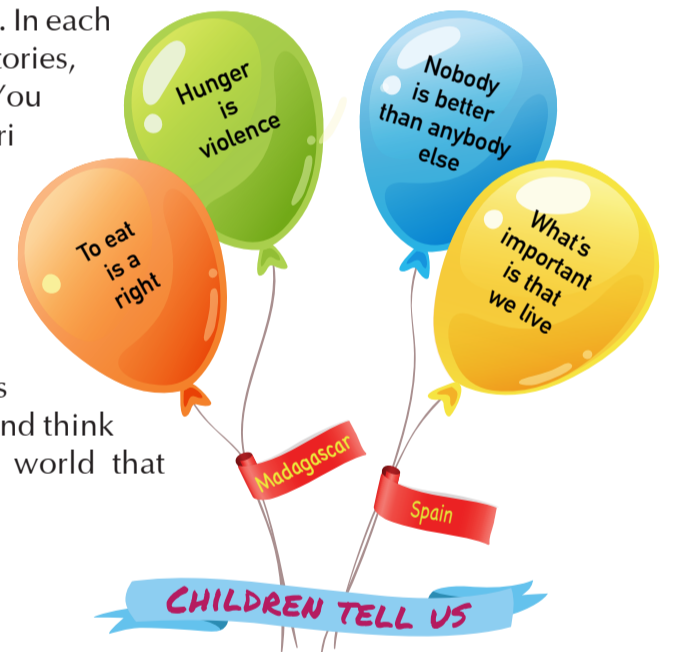 . In each
tories,
You
ri
s
nd think
world that
Hunger
is
violence
Nobody
is better
than anybody
else
To eat
is a
right
What's
important
is that
we live
Madagascar
Spain
CHILDREN TELL US